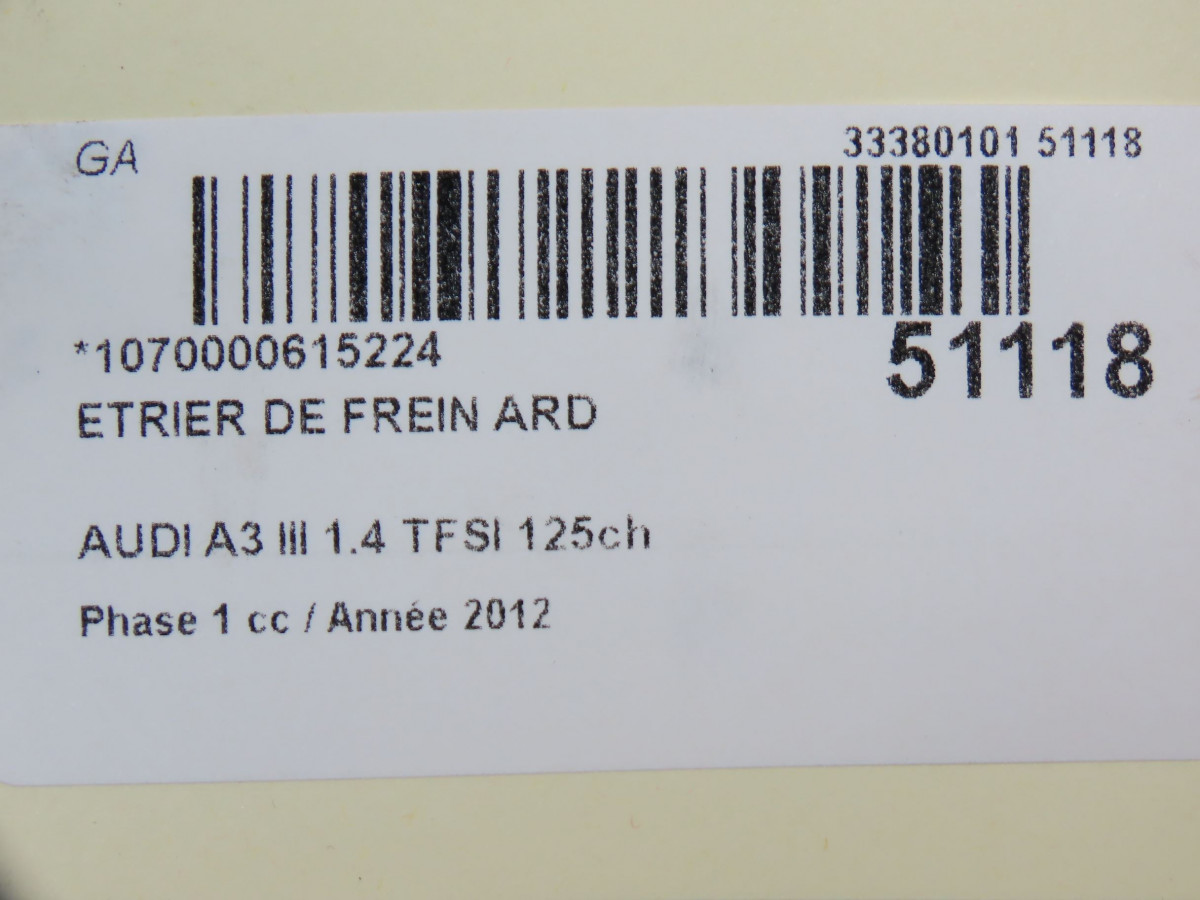 GA
33380101 51118
*1070000615224
51118
ETRIER DE FREIN ARD
AUDI A3 III 1.4 TFSI 125ch
Phase 1 cc / Année 2012